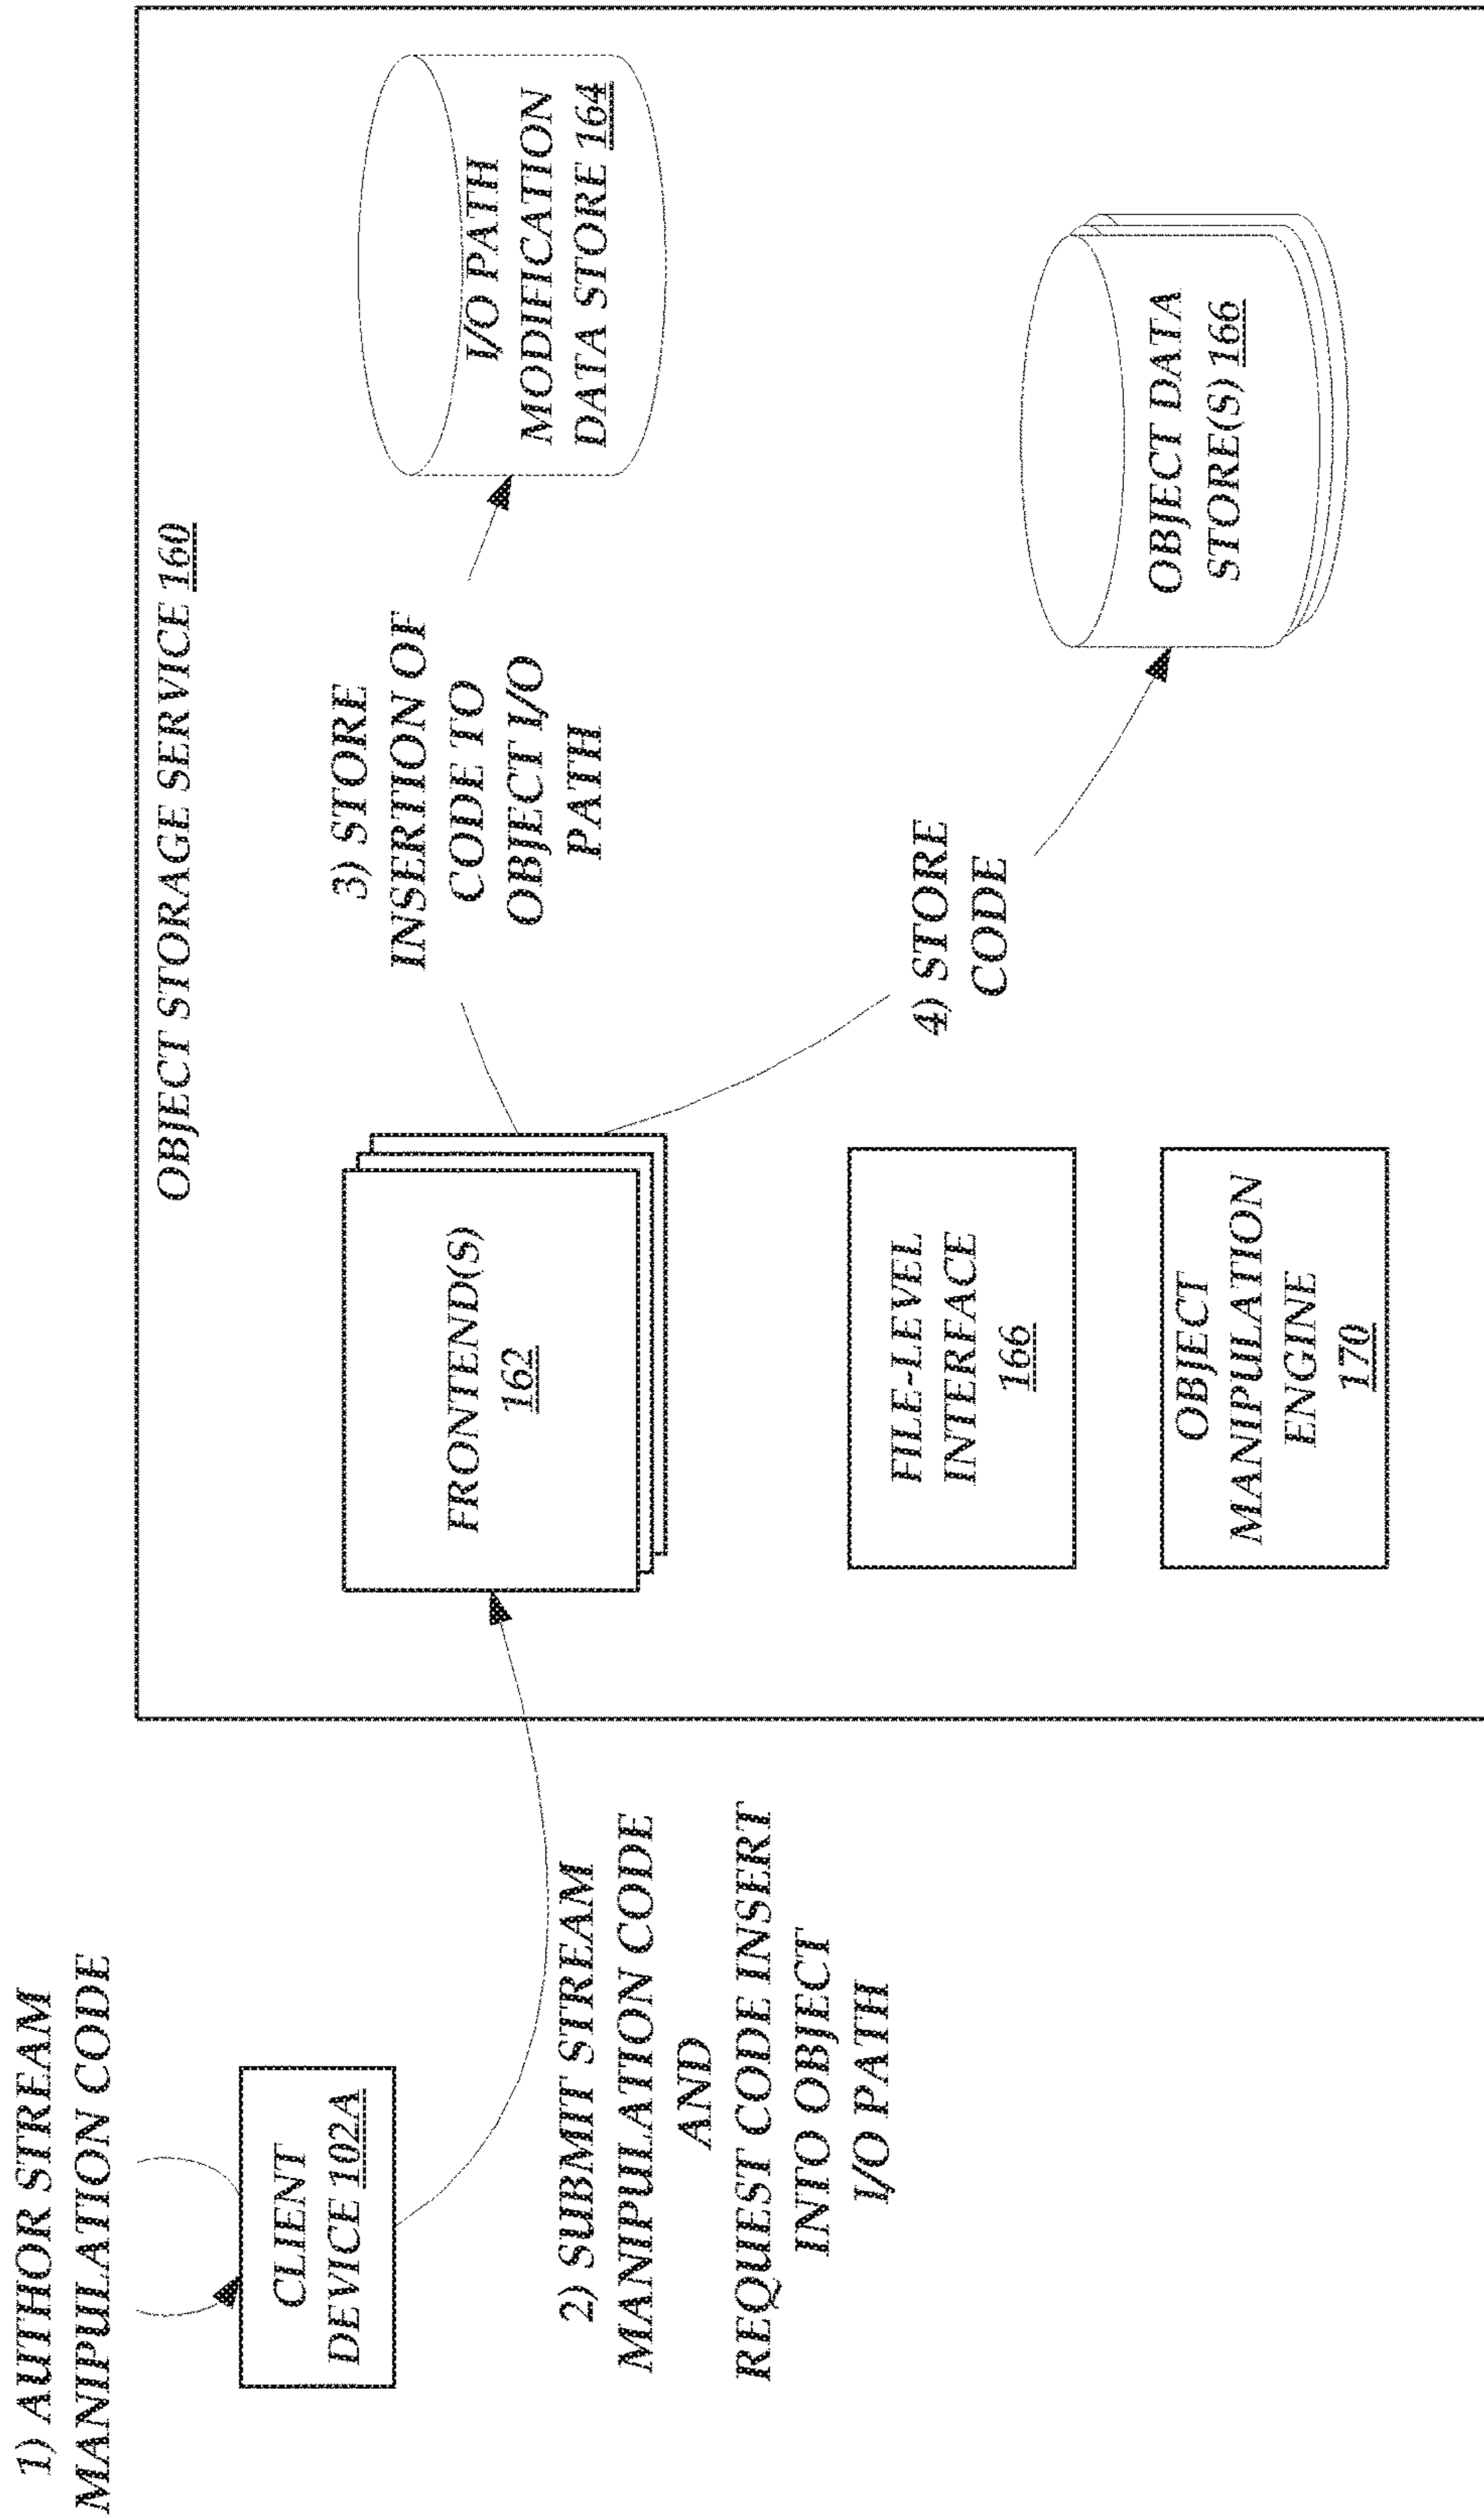 1) AUTHOR STREAM
MANIPULATION CODE
CLIENT
DEVICE 102A
2) SUBMIT STREAM
MANIPULATION CODE
AND
REQUEST CODE INSERT
INTO OBJECT
I/O PATH
OBJECT STORAGE SERVICE 160
FRONTEND(S)
162
3) STORE
INSERTION OF
CODE TO
OBJECT I/O
PATH
I/O PATH
MODIFICATION
DATA STORE 164
FILE-LEVEL
INTERFACE
166
4) STORE
CODE
OBJECT DATA
STORE(S) 166
OBJECT
MANIPULATION
ENGINE
170